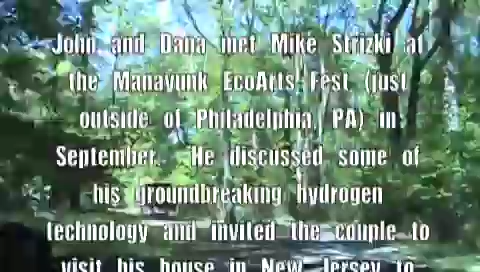 John and Dana met Mike Strizki at
the Manayunk EcoArts Fest (just
outside of Philadelphia, PA) in
September. He discussed some of
his groundbreaking hydrogen
technology and invited the couple to
visit his house in New Jersey to